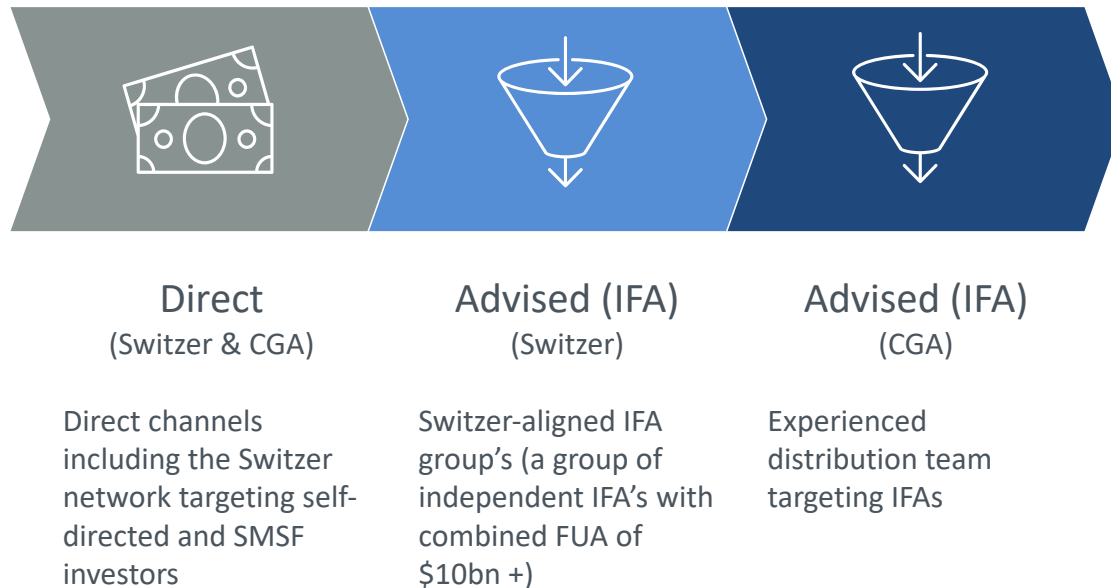 Direct
(Switzer & CGA)
Direct channels
including the Switzer
network targeting self-
directed and SMSF
investors
Advised (IFA)
(Switzer)
Switzer-aligned IFA
group's (a group of
independent IFA's with
combined FUA of
$10bn +)
Advised (IFA)
(CGA)
Experienced
distribution team
targeting IFAs